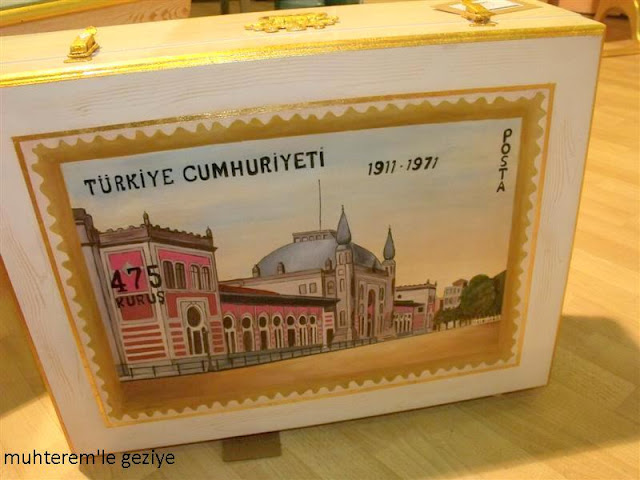 TÜRKİYE CUMHURİYETİ 1911-1971
POSTA
475
KURUŞ
muhterem'le geziye